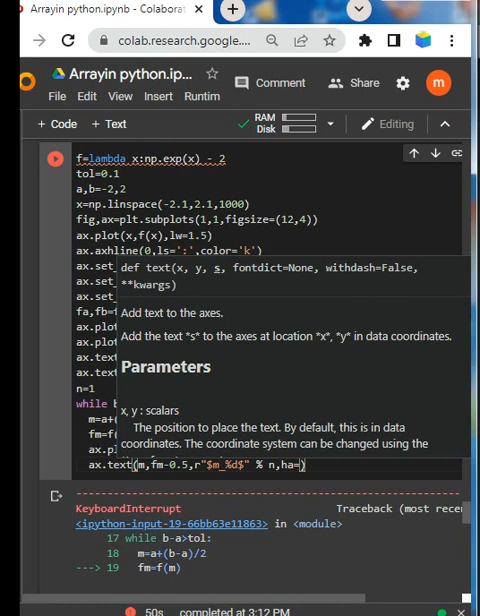 Arrayin python.ipynb - Colaborat
colab.research.google....
Arrayin python.ip...
Comment
Share
m
File Edit View Insert Runtim
+ Code + Text
RAM
Disk
Editing
f=lambda x:np.exp(x) - 2
tol=0.1
a,b=-2,2
x=np.linspace(-2.1,2.1,1000)
fig,ax=plt.subplots(1,1,figsize=(12,4))
ax.plot(x,f(x),lw=1.5)
ax.axhline(0,ls=':',color='k')
ax.set_
ax.set_
ax.set_
fa,fb=f
ax.plot
ax.plot
ax.text
ax.text
n=1
while b
m=a+(
fm=f(
ax.pl
ax.text(m,fm-0.5,r"$m_%d$" % n,ha=)
def text(x, y, s, fontdict=None, withdash=False,
**kwargs)
Add text to the axes.
Add the text *s* to the axes at location *x*, *y* in data coordinates.
Parameters
x, y : scalars
The position to place the text. By default, this is in data
coordinates. The coordinate system can be changed using the
KeyboardInterrupt Traceback (most rece
<ipython-input-19-66bb63e11863> in <module>
17 while b-a>tol:
18 m=a+(b-a)/2
---> 19 fm=f(m)
50s completed at 3:12 PM